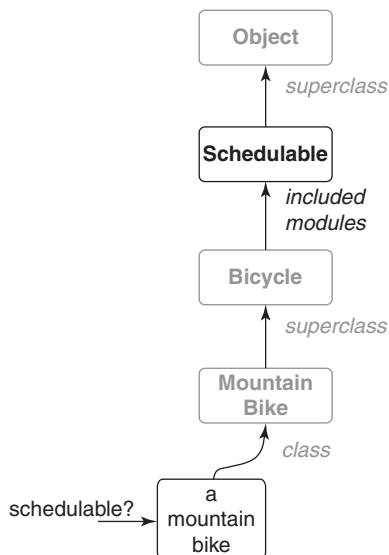 Object
superclass
Schedulable
included
modules
Bicycle
superclass
Mountain
Bike
class
schedulable?
a
mountain
bike